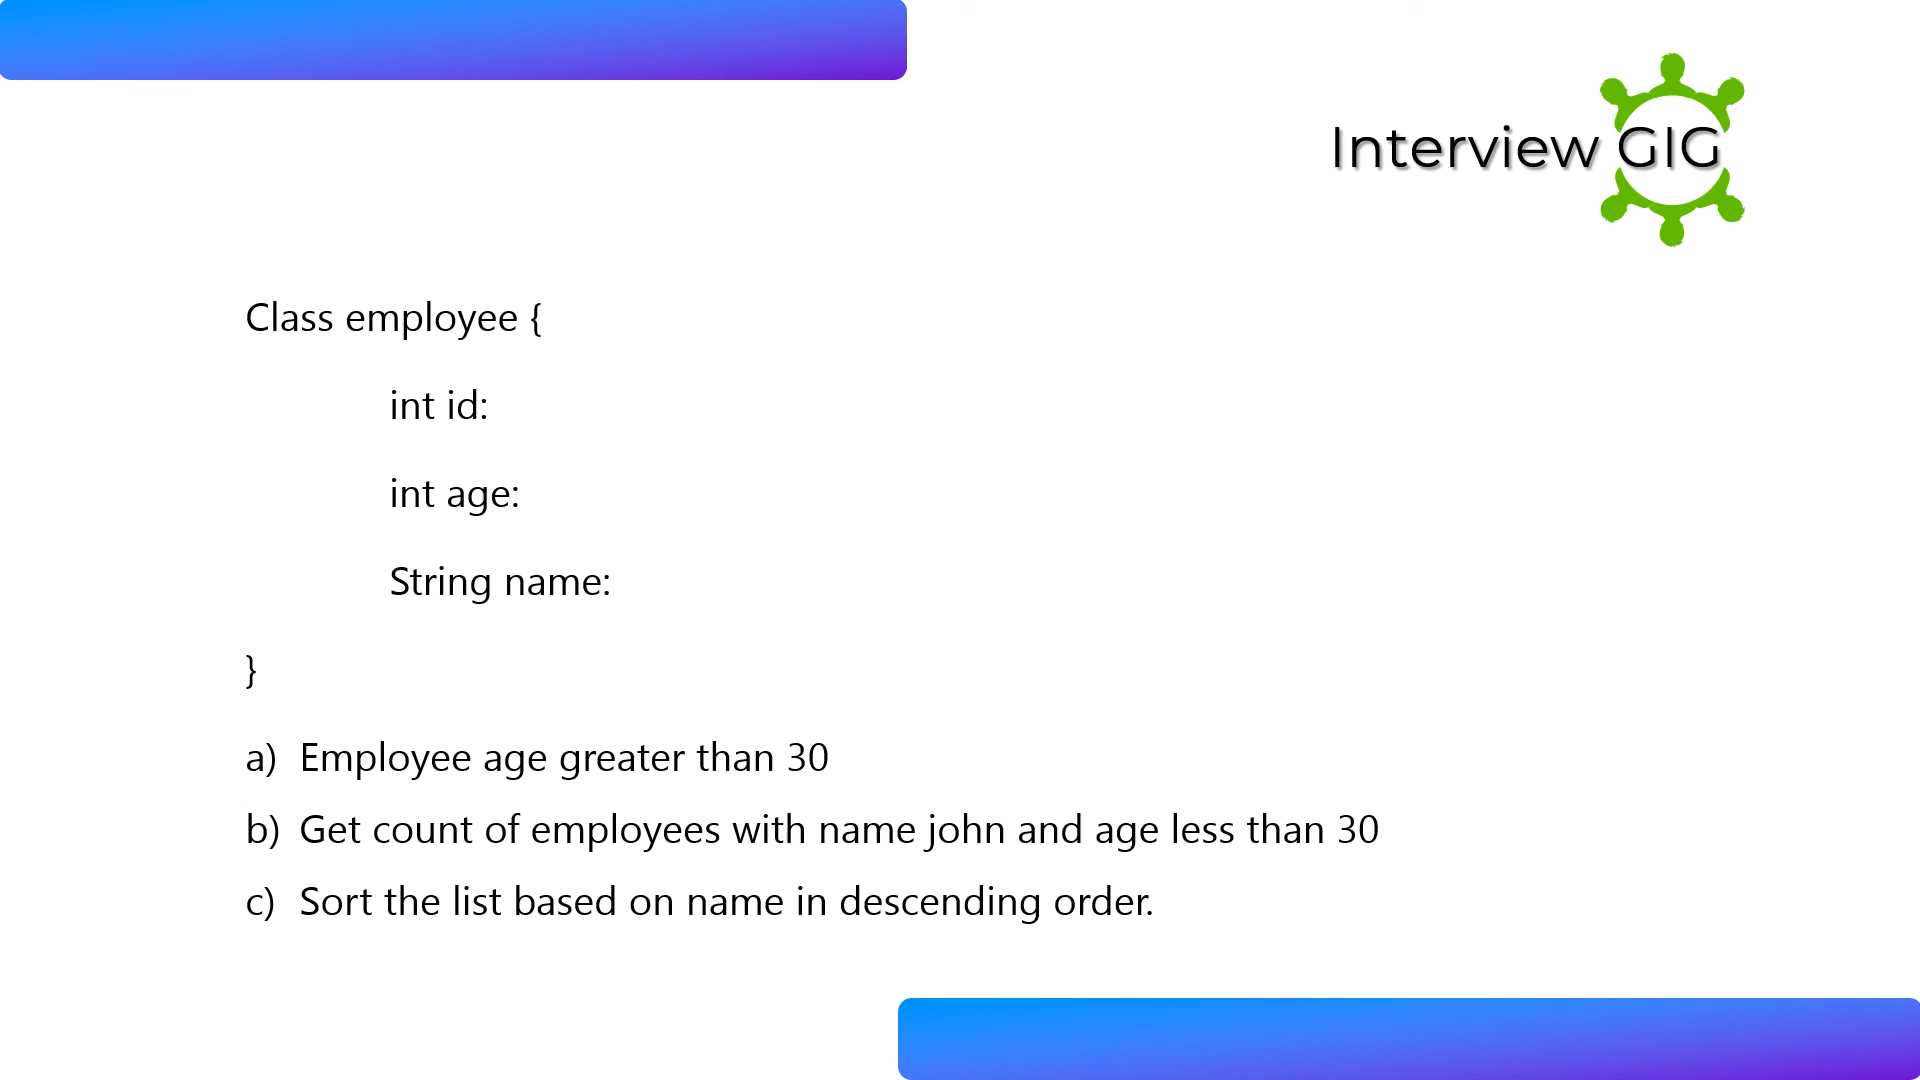 Interview GIG
Class employee {
int id:
int age:
String name:
}
a) Employee age greater than 30
b) Get count of employees with name john and age less than 30
c) Sort the list based on name in descending order.